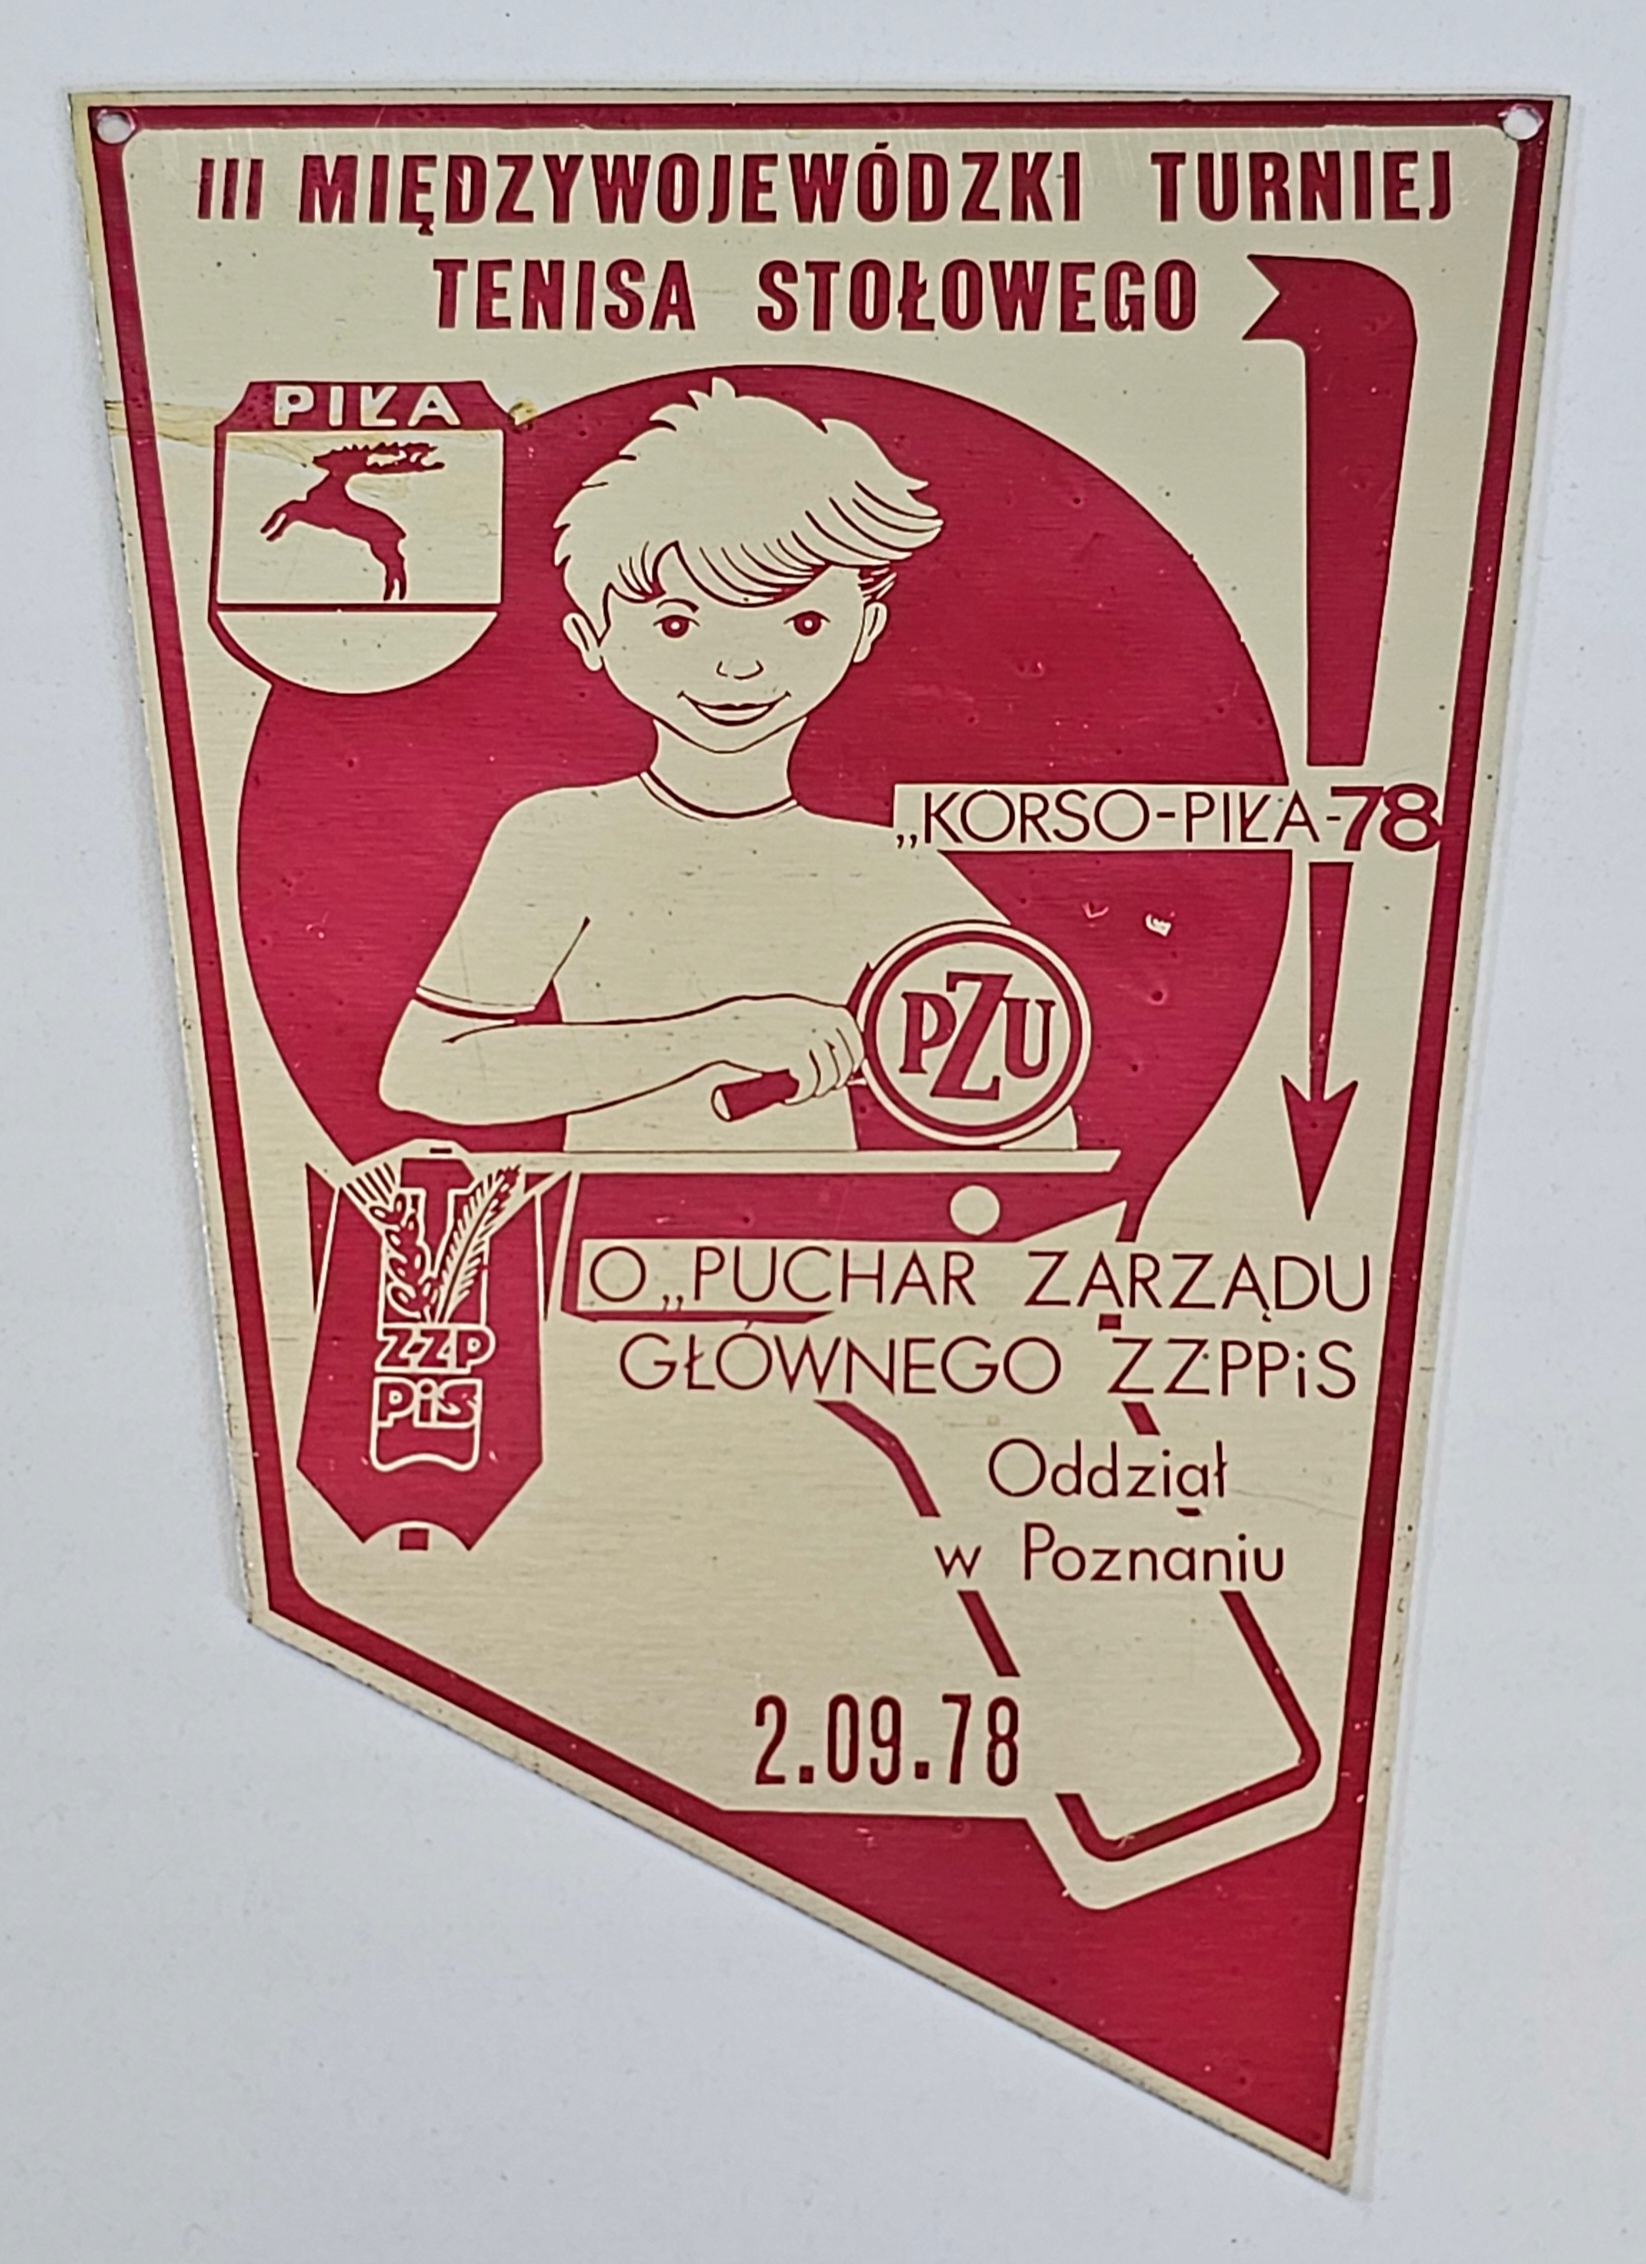 III MIĘDZYWOJEWÓDZKI TURNIEJ
TENISA STOŁOWEGO
PIŁA
„KORSO-PIŁA-78
PZU
O „PUCHAR ZARZĄDU
GŁÓWNEGO ZZPPiS
ZZP
PiS
Oddział
w Poznaniu
2.09.78